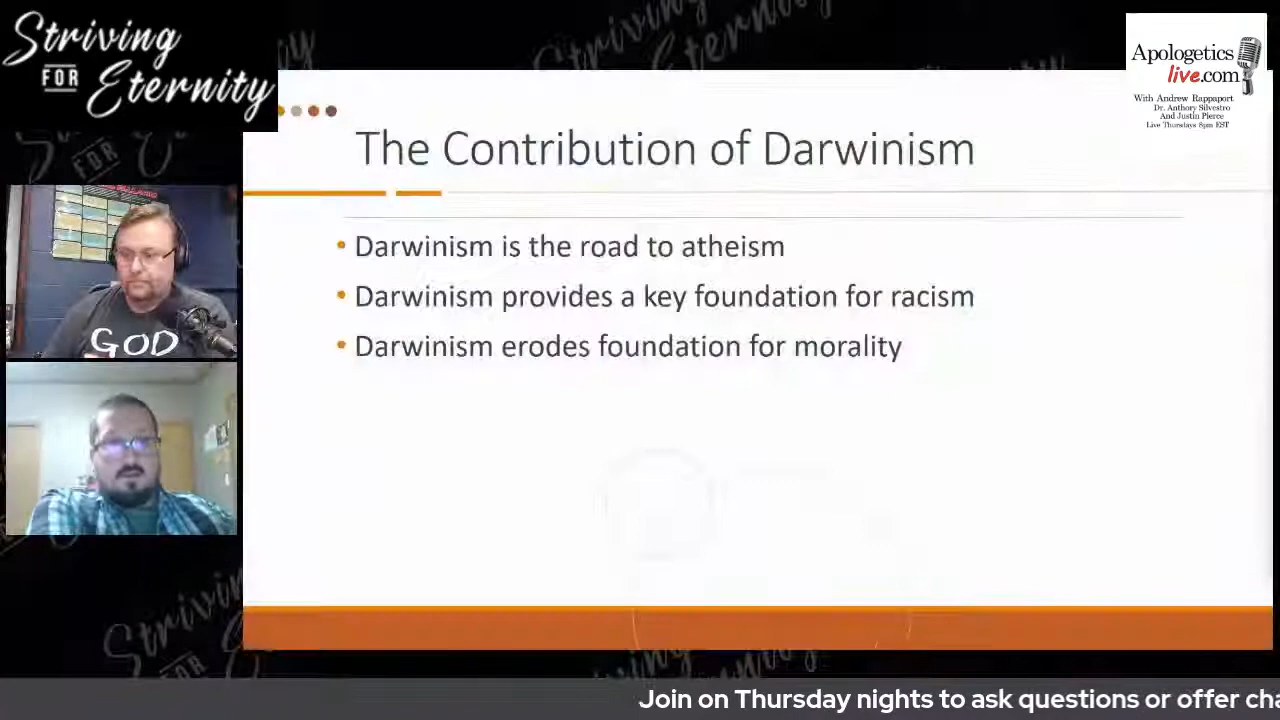 Striving
FOR
Eternity
Apologetics
live.com
With Andrew Rappaport
Dr. Anthony Silvestro
And Justin Pierce
Live Thursdays 8pm EST
The Contribution of Darwinism
• Darwinism is the road to atheism
• Darwinism provides a key foundation for racism
• Darwinism erodes foundation for morality
GOD
Join on Thursday nights to ask questions or offer cha